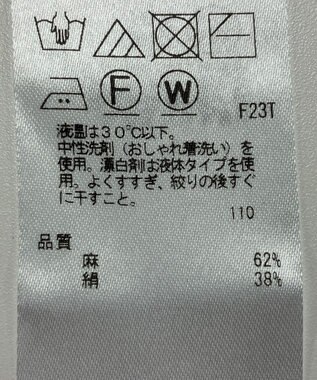 F W
F23T
液温は30℃以下。
中性洗剤（おしゃれ着洗い）を
使用。漂白剤は液体タイプを使
用。よくすすぎ、絞りの後すぐ
に干すこと。
110
品質
麻 62%
絹 38%